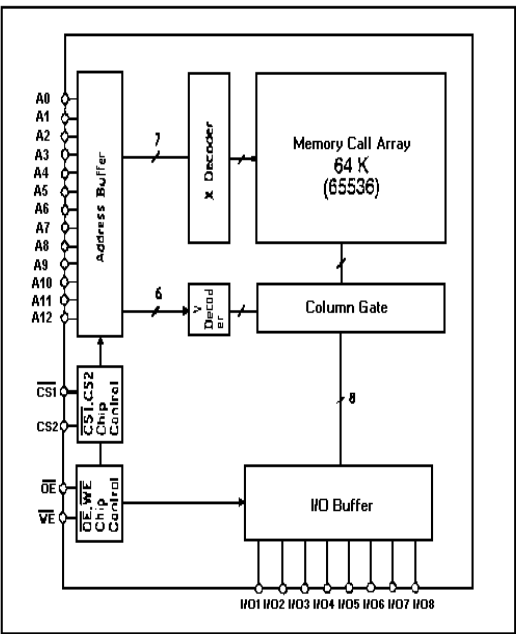 A0
A1
A2
A3
A4
A5
A6
A7
A8
A9
A10
A11
A12
Address Buffer
7
X Decoder
Memory Call Array
64 K
(65536)
6
Y
Decod
er
Column Gate
CS1
CS2
CS1.CS2
Chip
Control
8
OE
WE
OE.WE
Chip
Control
I/O Buffer
I/O1 I/O2 I/O3 I/O4 I/O5 I/O6 I/O7 I/O8